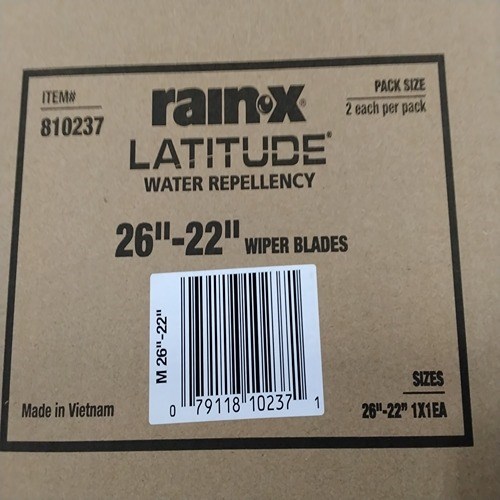 ITEM#
810237
rain-x®
PACK SIZE
2 each per pack
LATITUDE®
WATER REPELLENCY
26"-22" WIPER BLADES
M 26"-22"
0 79118 10237 1
Made in Vietnam
SIZES
26"-22" 1X1EA